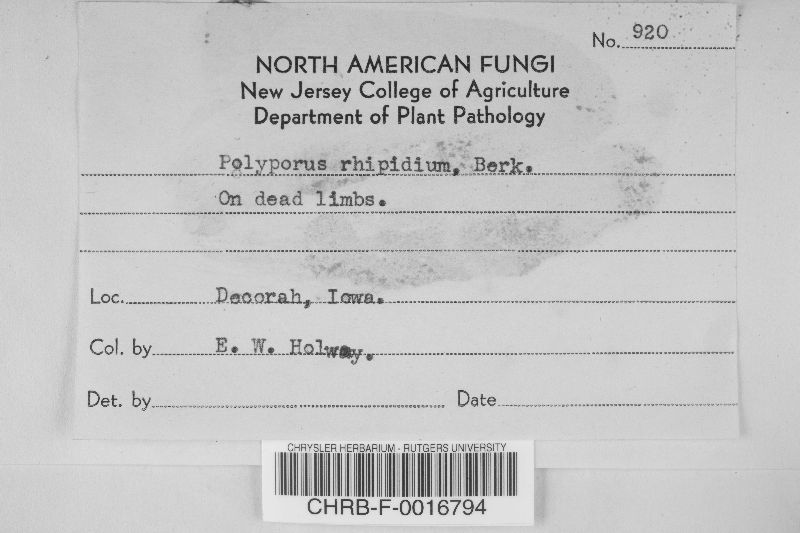 No. 920
NORTH AMERICAN FUNGI
New Jersey College of Agriculture
Department of Plant Pathology
Polyporus rhipidium, Berk.
On dead limbs.
Loc. Decorah, Iowa.
Col. by E. W. Holway.
Det. by Date
CHRYSLER HERBARIUM - RUTGERS UNIVERSITY
CHRB-F-0016794